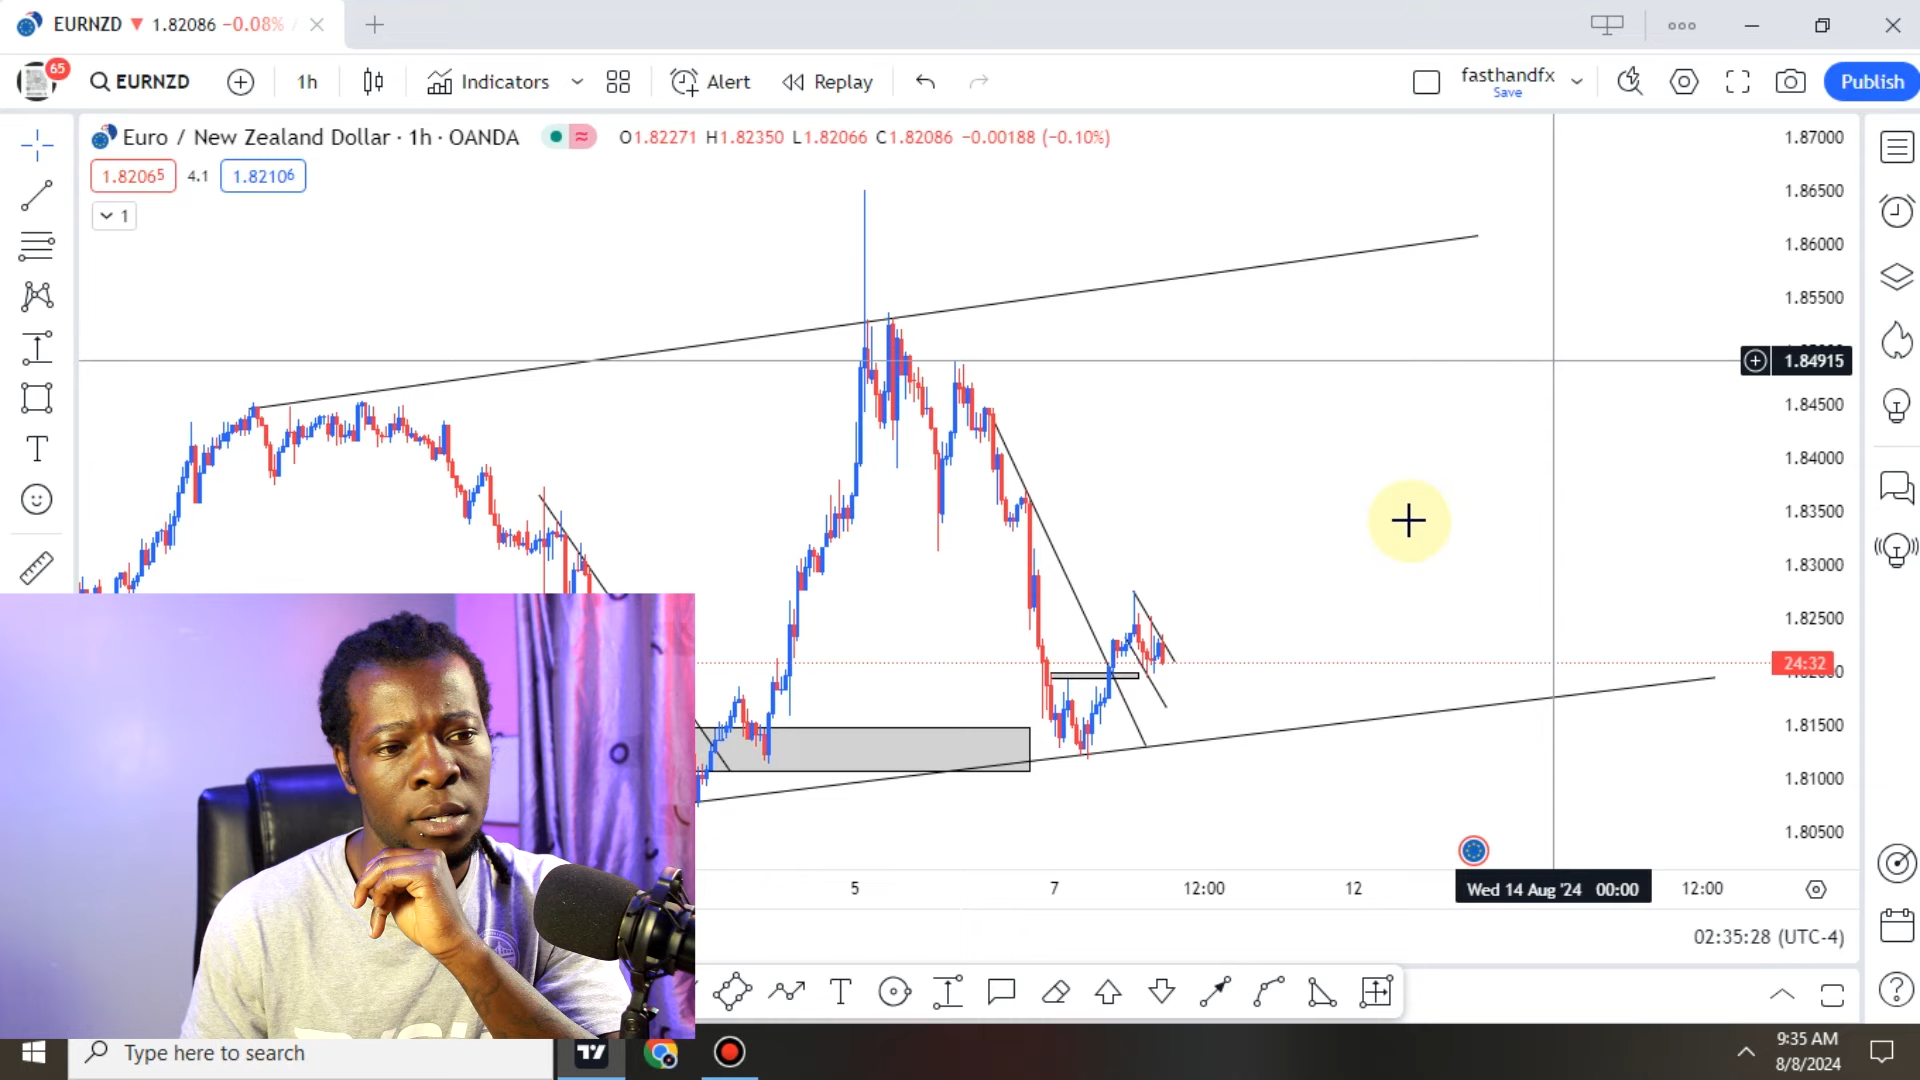 EURNZD ▼ 1.82086 −0.08% /
65
EURNZD
1h
Indicators
Alert
Replay
fasthandfx
Save
Publish
Euro / New Zealand Dollar · 1h · OANDA
O1.82271 H1.82350 L1.82066 C1.82086 −0.00188 (−0.10%)
1.82065
4.1
1.82106
1
1.87000
1.86500
1.86000
1.85500
1.84915
1.84500
1.84000
1.83500
1.83000
1.82500
24:32
1.81500
1.81000
1.80500
5
7
12:00
12
Wed 14 Aug '24 00:00
12:00
02:35:28 (UTC-4)
Type here to search
9:35 AM
8/8/2024